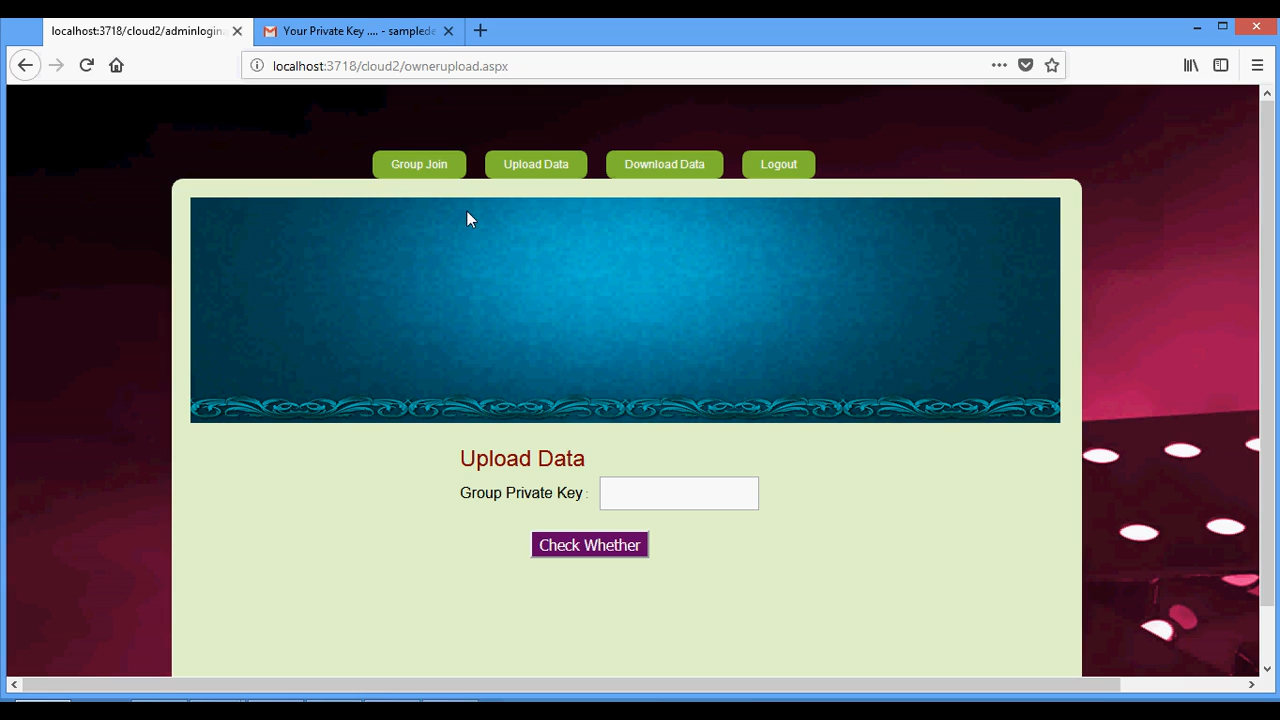 localhost:3718/cloud2/adminlogin
Your Private Key .... - samplede
localhost:3718/cloud2/ownerupload.aspx
Group Join
Upload Data
Download Data
Logout
Upload Data
Group Private Key :
Check Whether